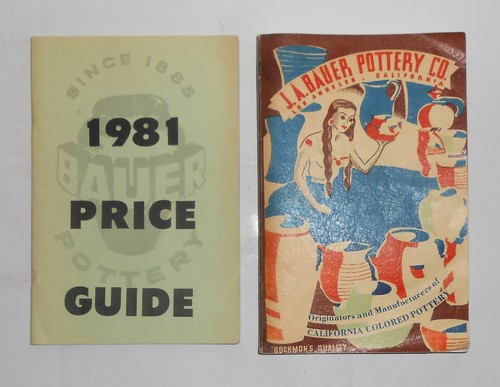 SINCE 1885
1981
BAUER
PRICE
POTTERY
GUIDE
J.A. BAUER POTTERY CO.
LOS ANGELES · CALIFORNIA
Originators and Manufacturers of
CALIFORNIA COLORED POTTERY
QUALITY